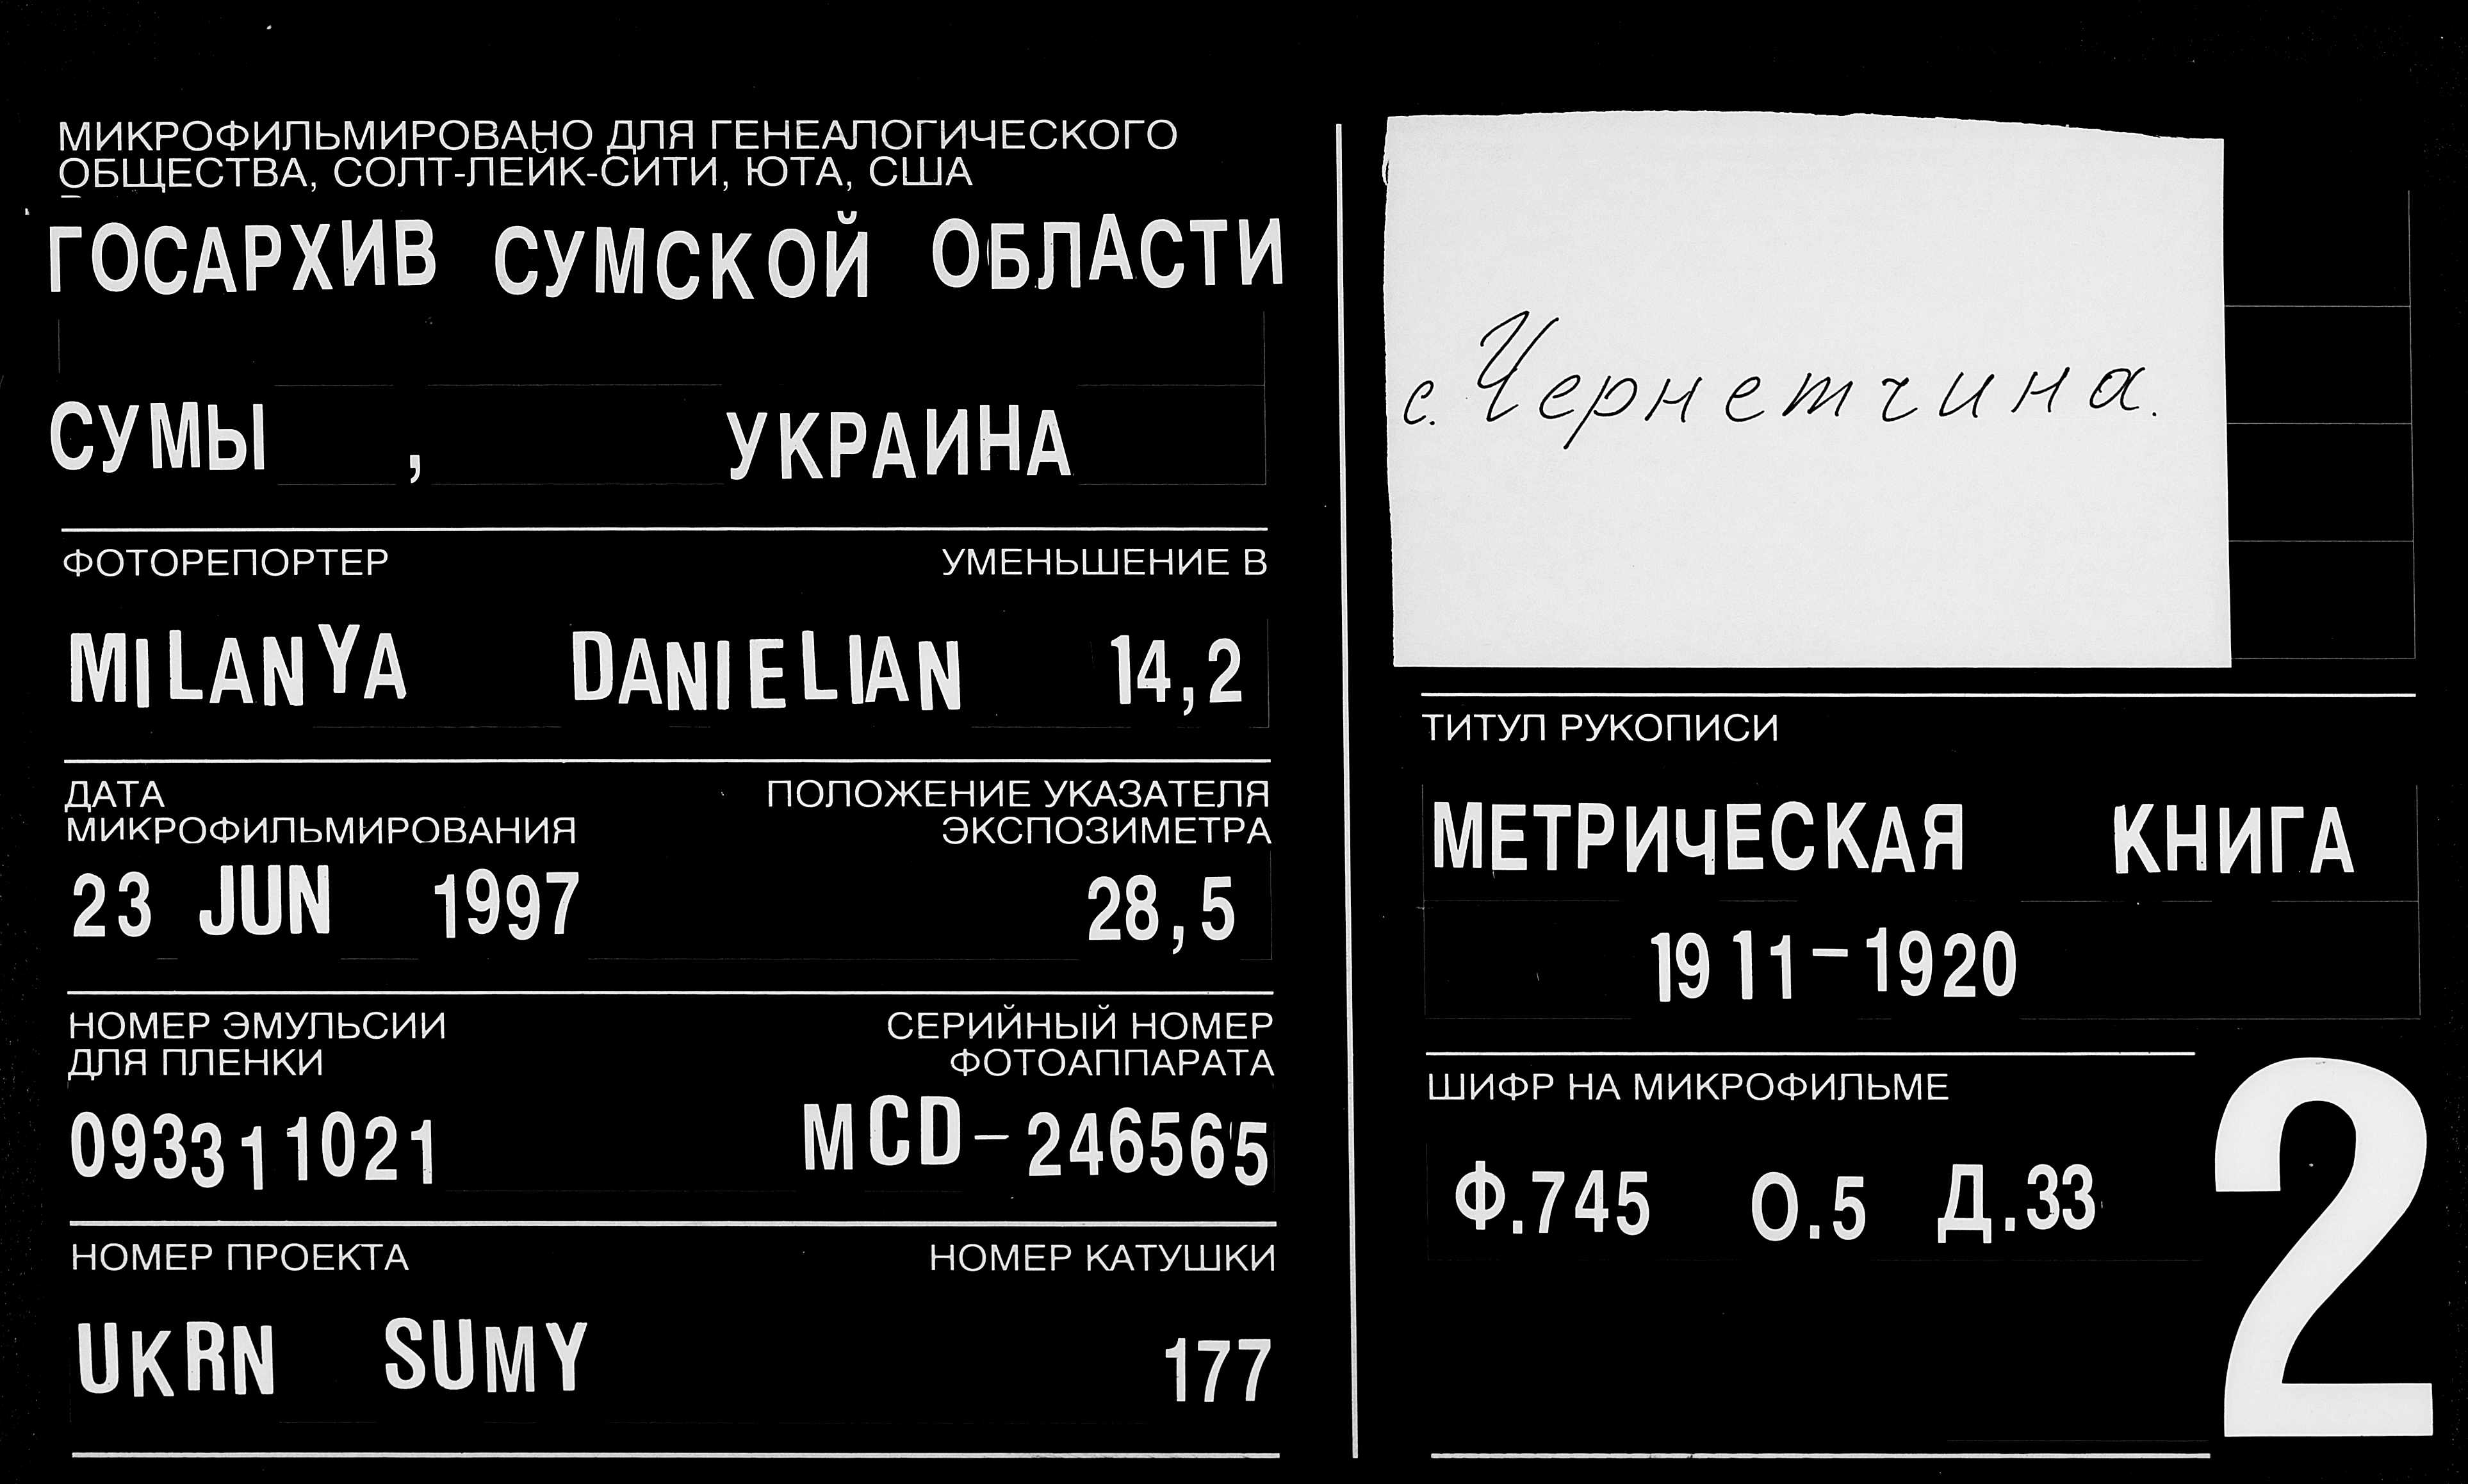 МИКРОФИЛЬМИРОВАНО ДЛЯ ГЕНЕАЛОГИЧЕСКОГО
ОБЩЕСТВА, СОЛТ-ЛЕЙК-СИТИ, ЮТА, США
ГОСАРХИВ СУМСКОЙ ОБЛАСТИ
СУМЫ , УКРАИНА
ФОТОРЕПОРТЕР УМЕНЬШЕНИЕ В
MILANYA DANIELIAN 14,2
ДАТА ПОЛОЖЕНИЕ УКАЗАТЕЛЯ
МИКРОФИЛЬМИРОВАНИЯ ЭКСПОЗИМЕТРА
23 JUN 1997 28,5
НОМЕР ЭМУЛЬСИИ СЕРИЙНЫЙ НОМЕР
ДЛЯ ПЛЕНКИ ФОТОАППАРАТА
093311021 MCD-246565
НОМЕР ПРОЕКТА НОМЕР КАТУШКИ
UKRN SUMY 177
с. Чернетчина.
ТИТУЛ РУКОПИСИ
МЕТРИЧЕСКАЯ КНИГА
1911-1920
ШИФР НА МИКРОФИЛЬМЕ
Ф.745 О.5 Д.33
2